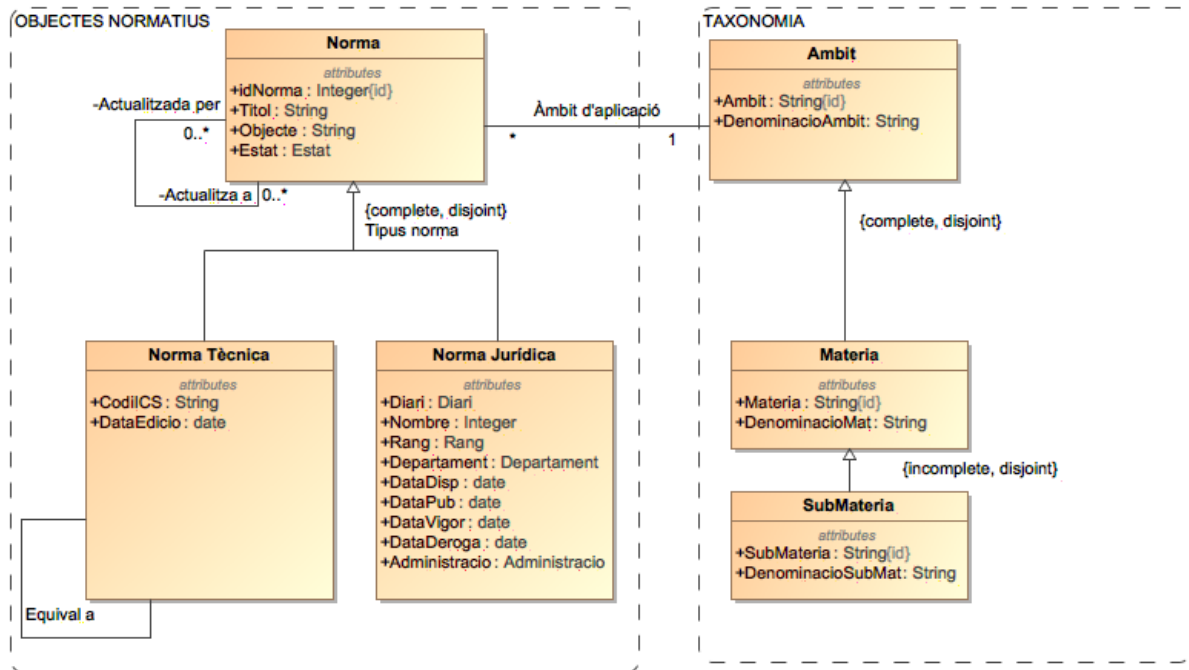 OBJECTES NORMATIUS
Norma
attributes
+idNorma : Integer{id}
+Titol : String
+Objecte : String
+Estat : Estat
-Actualitzada per
0..*
-Actualitza a
0..*
Àmbit d'aplicació
*
1
{complete, disjoint}
Tipus norma
Norma Tècnica
attributes
+CodiICS : String
+DataEdicio : date
Equival a
Norma Jurídica
attributes
+Diari : Diari
+Nombre : Integer
+Rang : Rang
+Departament : Departament
+DataDisp : date
+DataPub : date
+DataVigor : date
+DataDeroga : date
+Administracio : Administracio
TAXONOMIA
Ambit
attributes
+Ambit : String{id}
+DenominacioAmbit : String
{complete, disjoint}
Materia
attributes
+Materia : String{id}
+DenominacioMat : String
{incomplete, disjoint}
SubMateria
attributes
+SubMateria : String{id}
+DenominacioSubMat : String